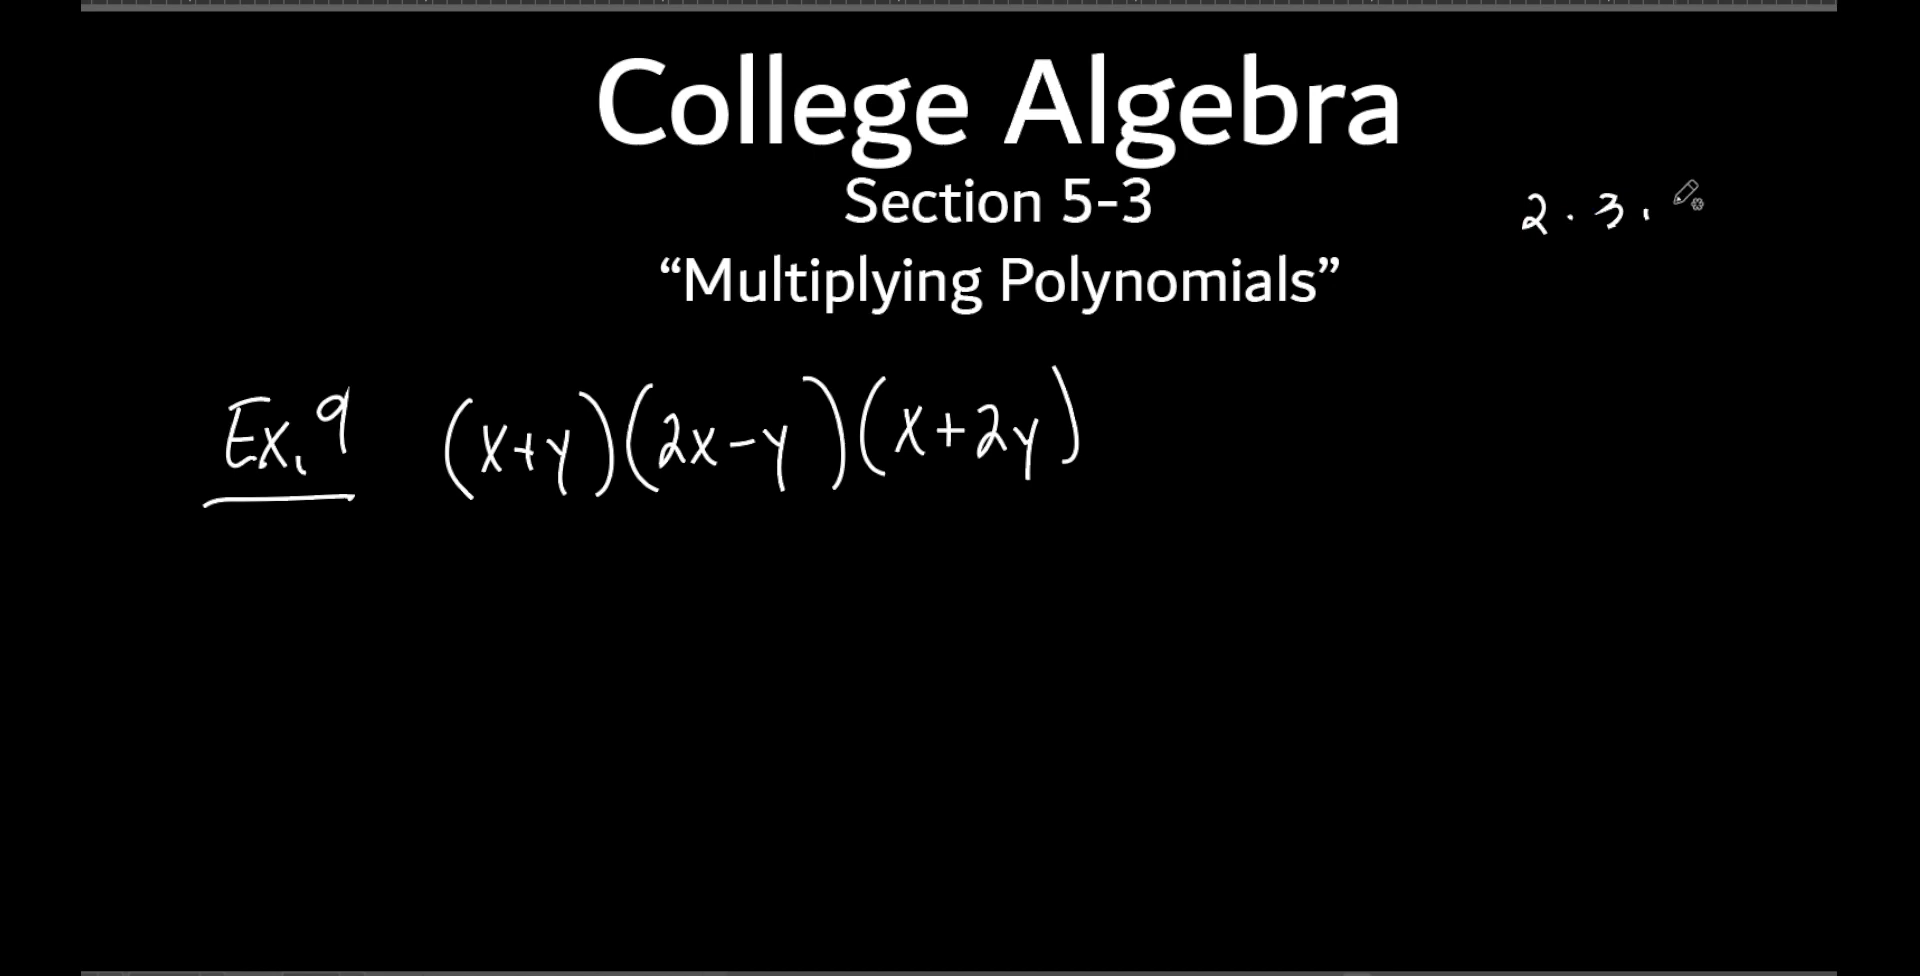 College Algebra
Section 5-3
2 · 3 ·
“Multiplying Polynomials”
Ex. 9 (x+y)(2x-y)(x+2y)